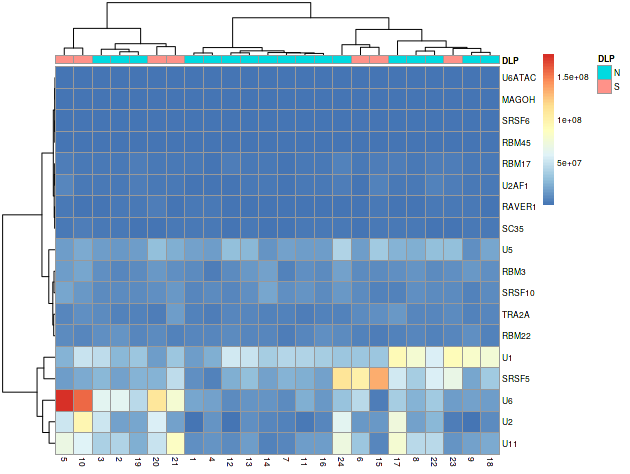 DLP
U6ATAC
MAGOH
SRSF6
RBM45
RBM17
U2AF1
RAVER1
SC35
U5
RBM3
SRSF10
TRA2A
RBM22
U1
SRSF5
U6
U2
U11
5 10 3 2 19 20 21 1 4 12 13 14 7 11 16 24 6 15 17 8 22 23 9 18
1.5e+08
1e+08
5e+07
DLP
N
S